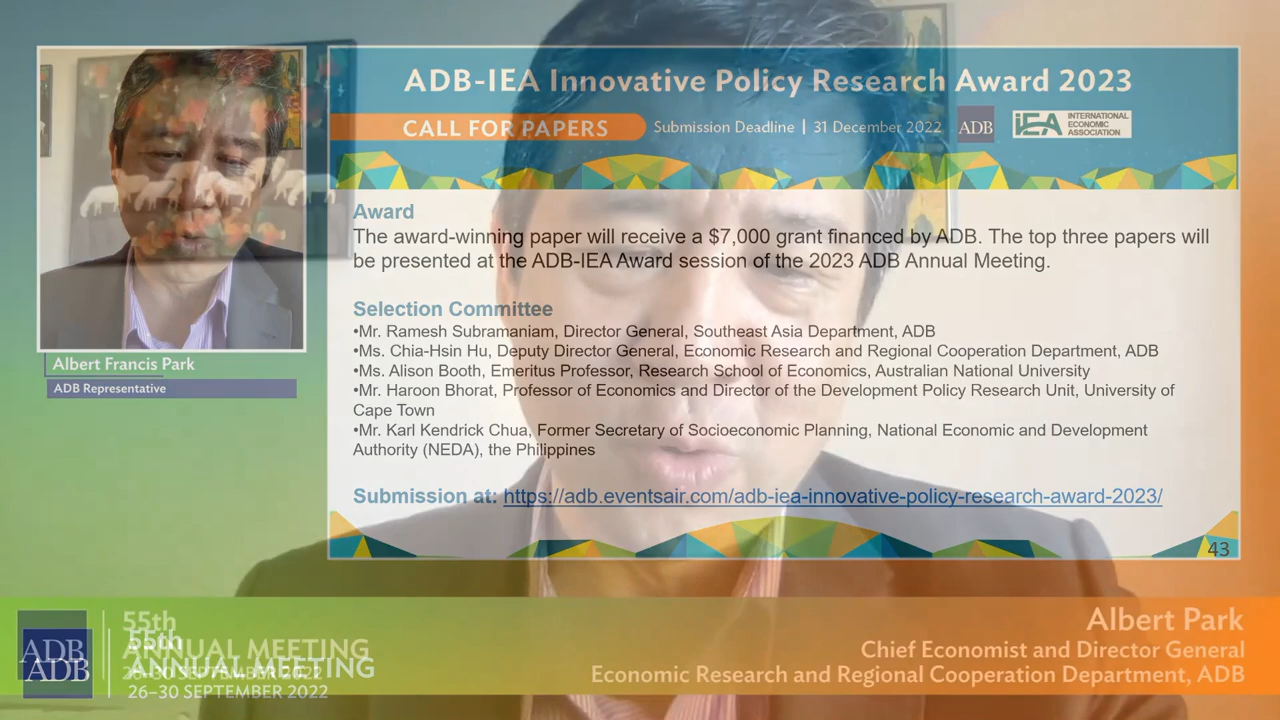 ADB-IEA Innovative Policy Research Award 2023
CALL FOR PAPERS
Submission Deadline | 31 December 2022
ADB
iEA INTERNATIONAL
ECONOMIC
ASSOCIATION
Award
The award-winning paper will receive a $7,000 grant financed by ADB. The top three papers will
be presented at the ADB-IEA Award session of the 2023 ADB Annual Meeting.
Selection Committee
•Mr. Ramesh Subramaniam, Director General, Southeast Asia Department, ADB
•Ms. Chia-Hsin Hu, Deputy Director General, Economic Research and Regional Cooperation Department, ADB
•Ms. Alison Booth, Emeritus Professor, Research School of Economics, Australian National University
•Mr. Haroon Bhorat, Professor of Economics and Director of the Development Policy Research Unit, University of
Cape Town
•Mr. Karl Kendrick Chua, Former Secretary of Socioeconomic Planning, National Economic and Development
Authority (NEDA), the Philippines
Submission at: https://adb.eventsair.com/adb-iea-innovative-policy-research-award-2023/
43
Albert Francis Park
ADB Representative
ADB
ADB
55th
55th
ANNUAL MEETING
ANNUAL MEETING
26–30 SEPTEMBER 2022
26–30 SEPTEMBER 2022
Albert Park
Chief Economist and Director General
Economic Research and Regional Cooperation Department, ADB